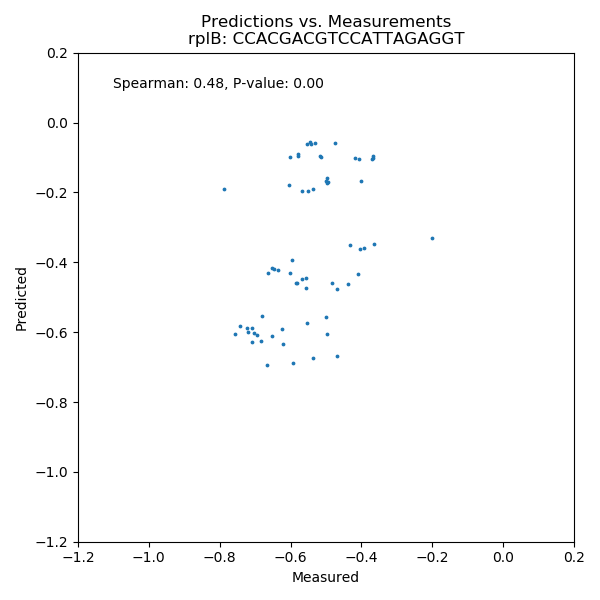 Predictions vs. Measurements
rplB: CCACGACGTCCATTAGAGGT
Spearman: 0.48, P-value: 0.00
0.2
0.0
−0.2
−0.4
−0.6
−0.8
−1.0
−1.2
Predicted
−1.2 −1.0 −0.8 −0.6 −0.4 −0.2 0.0 0.2
Measured